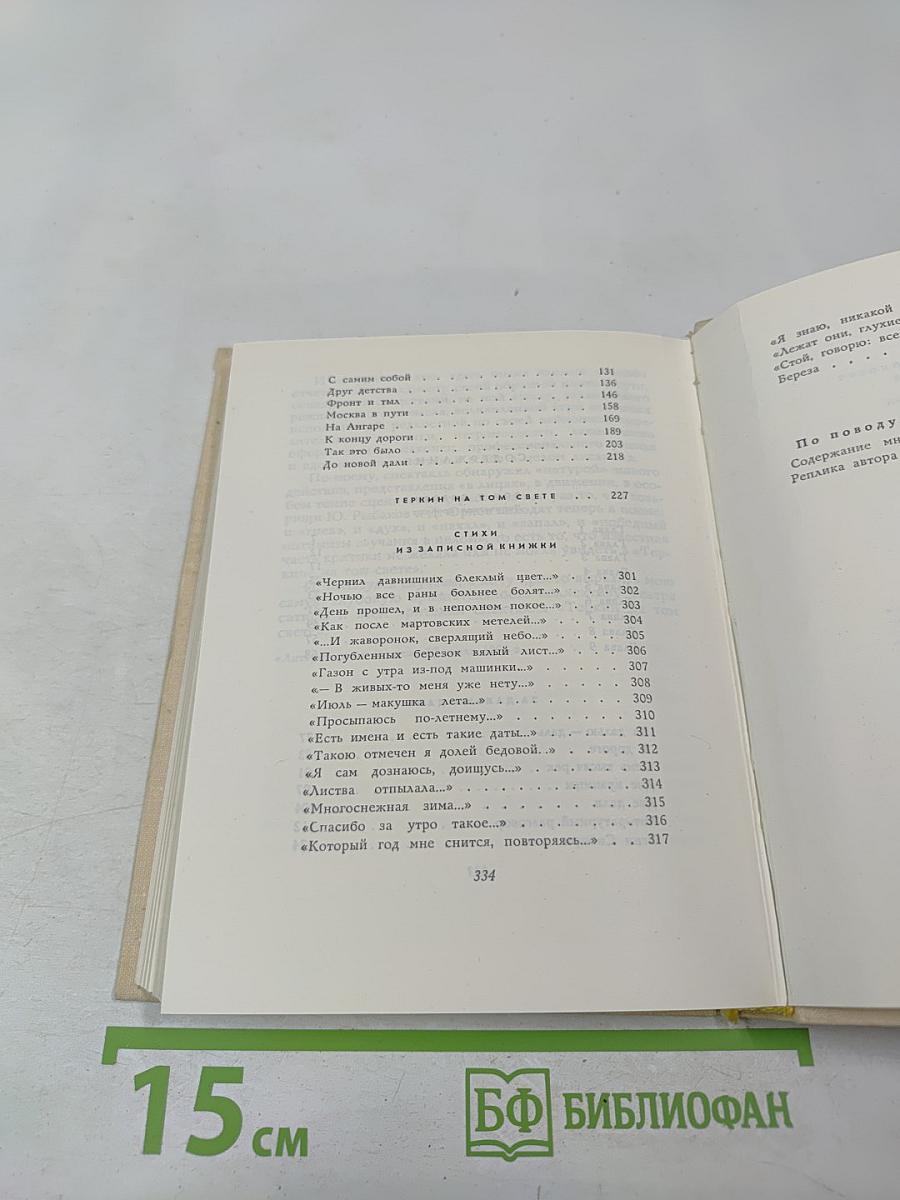 С самим собой . . . . . . . . . . . . 131
Друг детства . . . . . . . . . . . . 136
Фронт и тыл . . . . . . . . . . . . 146
Москва в пути . . . . . . . . . . . . 158
На Ангаре . . . . . . . . . . . . 169
К концу дороги . . . . . . . . . . . . 189
Так это было . . . . . . . . . . . . 203
До новой дали . . . . . . . . . . . . 218
ТЕРКИН НА ТОМ СВЕТЕ . . . 227
СТИХИ
ИЗ ЗАПИСНОЙ КНИЖКИ
«Чернил давнишних блеклый цвет...» . . . 301
«Ночью все раны больнее болят...» . . . 302
«День прошел, и в неполном покое...» . . . 303
«Как после мартовских метелей...» . . . . 304
«...И жаворонок, сверлящий небо...» . . . . 305
«Погубленных березок вялый лист...» . . . 306
«Газон с утра из-под машинки...» . . . . . 307
«— В живых-то меня уже нету...» . . . . . 308
«Июль — макушка лета...» . . . . . . . 309
«Просыпаюсь по-летнему...» . . . . . . . 310
«Есть имена и есть такие даты...» . . . . . 311
«Такою отмечен я долей бедовой..» . . . . 312
«Я сам дознаюсь, доищусь...» . . . . . . 313
«Листва отпылала...» . . . . . . . . . . 314
«Многоснежная зима...» . . . . . . . . 315
«Спасибо за утро такое...» . . . . . . . 316
«Который год мне снится, повторяясь...» . . 317
334
«Я знаю, никакой
«Лежат они, глухие
«Стой, говорю: все
Береза . . . .
По поводу
Содержание
Реплика автора
15 СМ
БФ БИБЛИОФАН